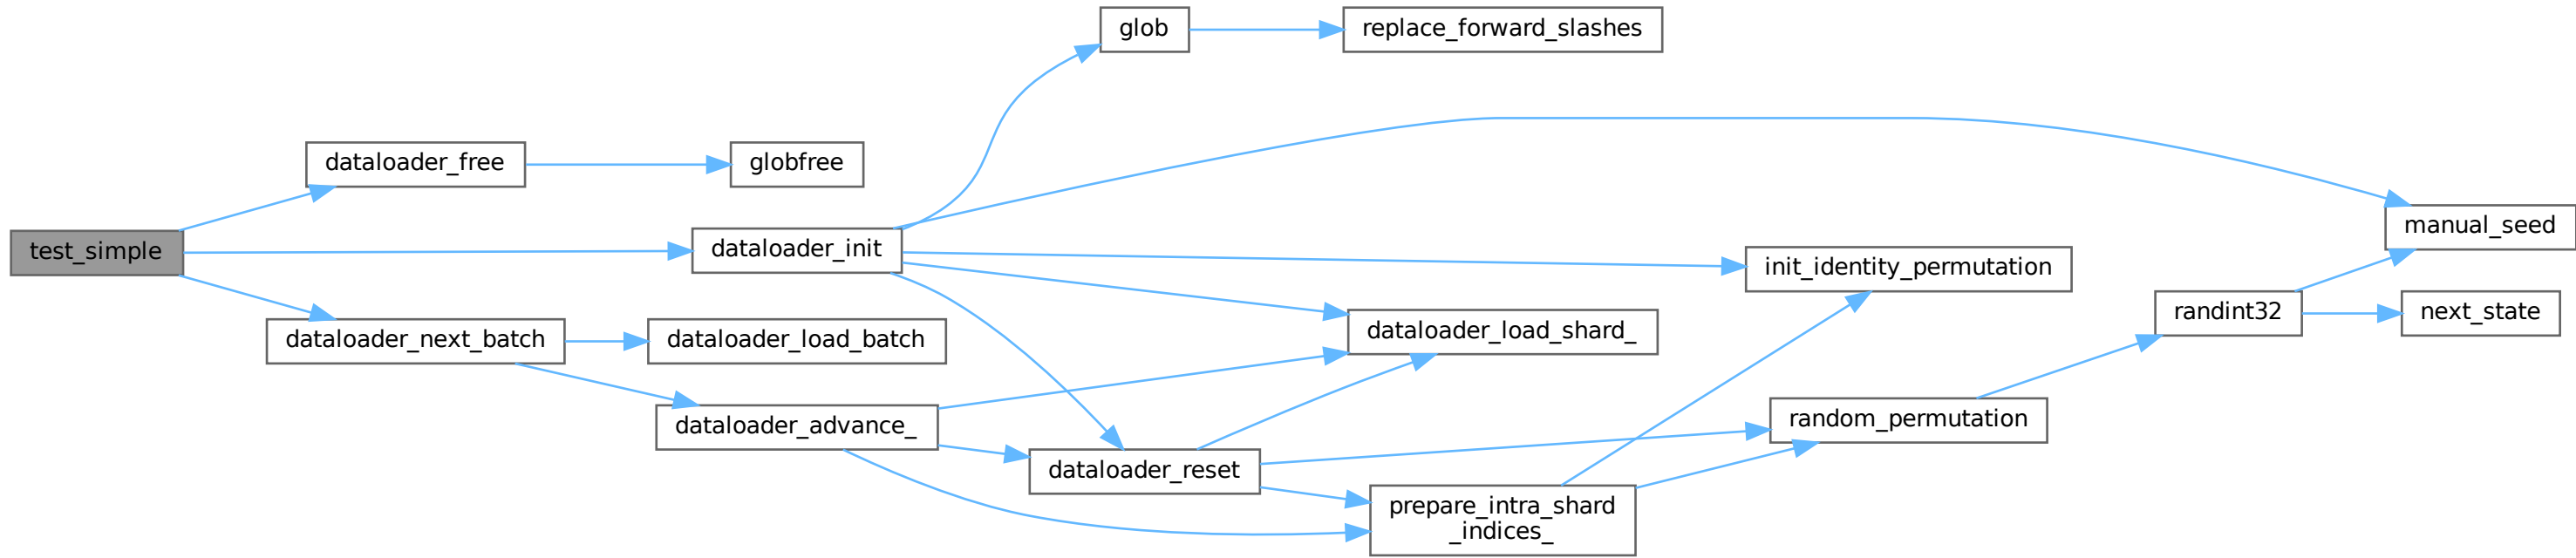 test_simple
dataloader_free
globfree
dataloader_init
glob
replace_forward_slashes
manual_seed
init_identity_permutation
dataloader_load_shard_
dataloader_next_batch
dataloader_load_batch
dataloader_advance_
dataloader_reset
prepare_intra_shard
_indices_
random_permutation
randint32
next_state